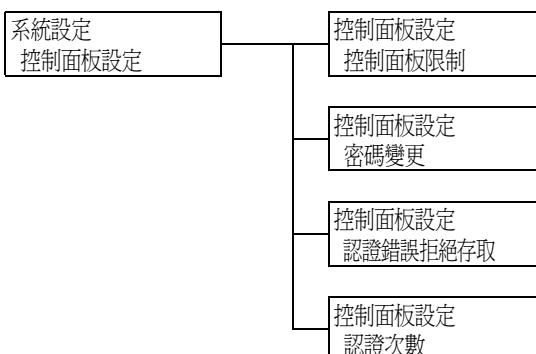 系統設定
控制面板設定
控制面板設定
控制面板限制
控制面板設定
密碼變更
控制面板設定
認證錯誤拒絕存取
控制面板設定
認證次數